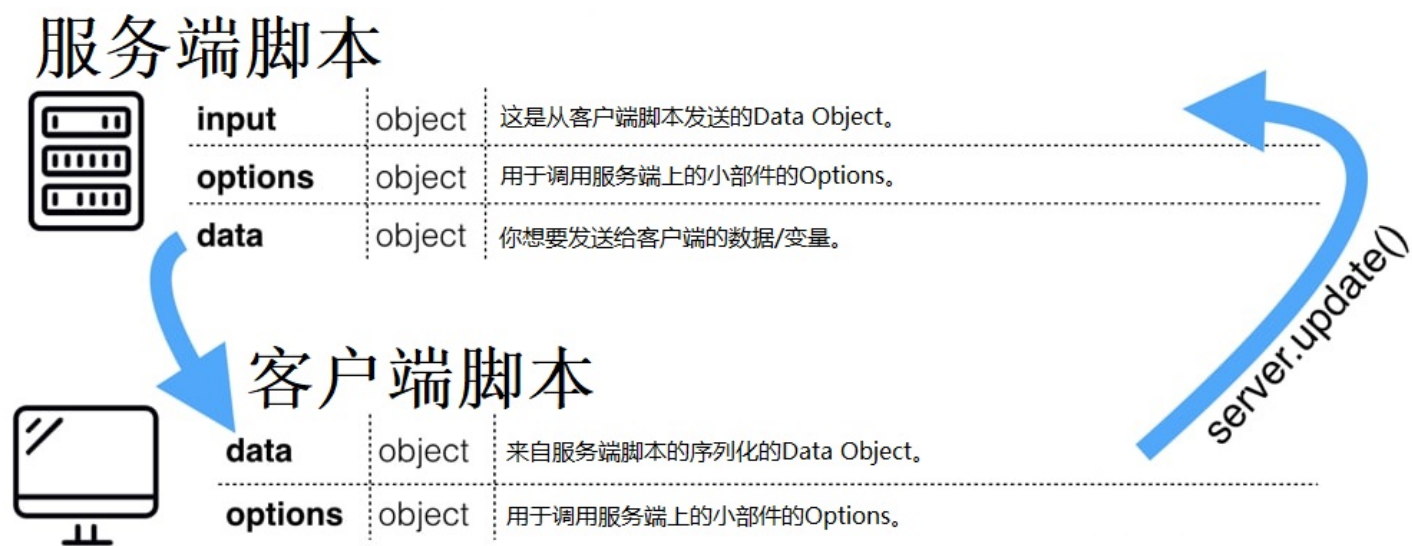 服务端脚本
input object 这是从客户端脚本发送的Data Object。
options object 用于调用服务端上的小部件的Options。
data object 你想要发送给客户端的数据/变量。
server.update()
客户端脚本
data object 来自服务端脚本的序列化的Data Object。
options object 用于调用服务端上的小部件的Options。